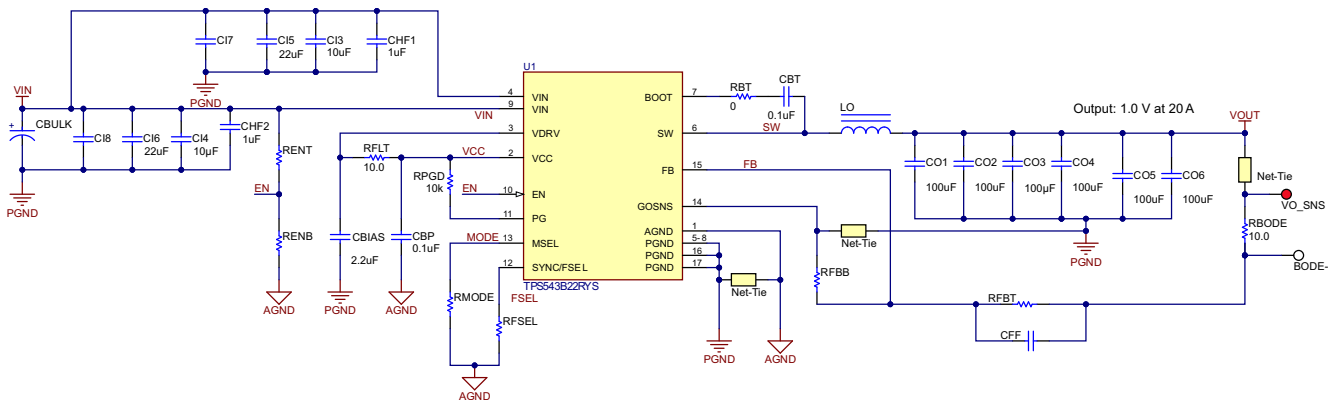 CI7
CI5
22uF
CI3
10uF
CHF1
1uF
PGND
VIN
+
CBULK
CI8
CI6
22uF
CI4
10µF
CHF2
1uF
PGND
RENT
EN
RENB
AGND
RFLT
10.0
VCC
RPGD
10k
EN
CBIAS
2.2uF
PGND
CBP
0.1uF
AGND
MODE
RMODE
FSEL
RFSEL
AGND
VIN
U1
4 VIN
9 VIN
3 VDRV
2 VCC
10 EN
11 PG
13 MSEL
12 SYNC/FSEL
BOOT 7
SW 6
FB 15
GOSNS 14
AGND 1
PGND 5-8
PGND 16
PGND 17
TPS543B22RYS
RBT
0
CBT
0.1uF
SW
LO
FB
Output: 1.0 V at 20 A
VOUT
CO1
100uF
CO2
100uF
CO3
100µF
CO4
100uF
CO5
100uF
CO6
100uF
PGND
Net-Tie
VO_SNS
RBODE
10.0
BODE-
Net-Tie
RFBB
Net-Tie
PGND
AGND
RFBT
CFF